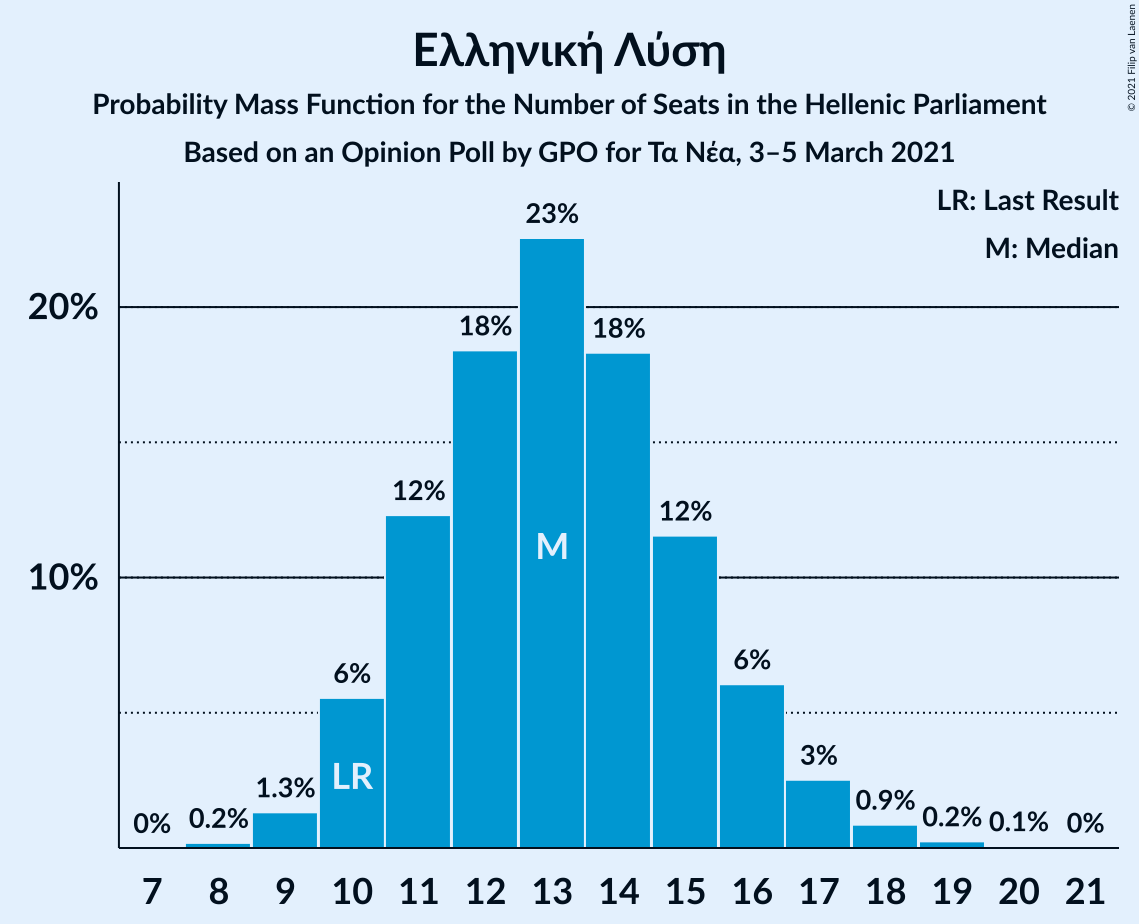 Ελληνική Λύση
Probability Mass Function for the Number of Seats in the Hellenic Parliament
Based on an Opinion Poll by GPO for Τα Νέα, 3–5 March 2021
© 2021 Filip van Laenen
LR: Last Result
M: Median
20%
10%
0%
0.2%
1.3%
6%
12%
18%
23%
18%
12%
6%
3%
0.9%
0.2%
0.1%
0%
LR
M
7 8 9 10 11 12 13 14 15 16 17 18 19 20 21